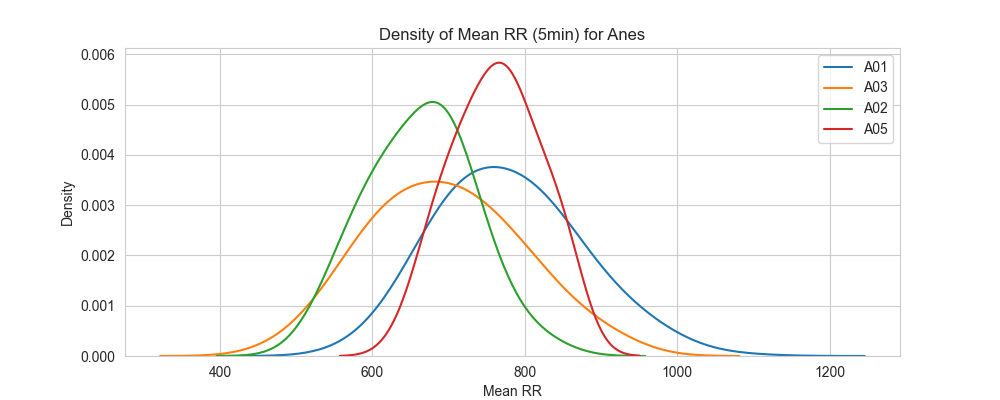 Density of Mean RR (5min) for Anes
A01
A03
A02
A05
0.006
0.005
0.004
0.003
0.002
0.001
0.000
Density
400
600
800
1000
1200
Mean RR